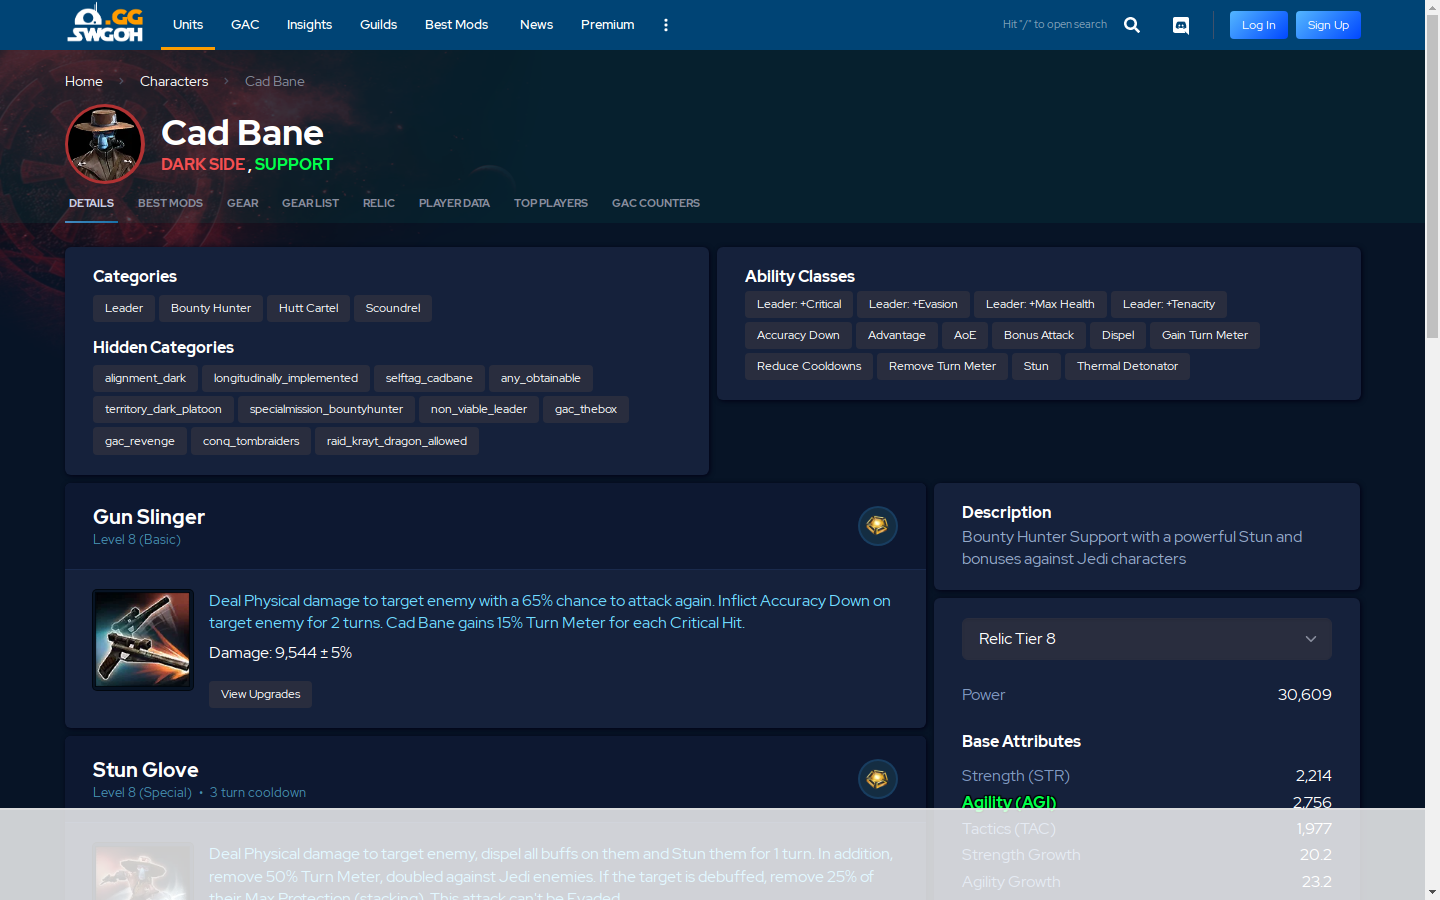 .GG
SWGOH
Units
GAC
Insights
Guilds
Best Mods
News
Premium
Hit "/" to open search
Log In
Sign Up
Home > Characters > Cad Bane
Cad Bane
DARK SIDE , SUPPORT
DETAILS
BEST MODS
GEAR
GEAR LIST
RELIC
PLAYER DATA
TOP PLAYERS
GAC COUNTERS
Categories
Leader
Bounty Hunter
Hutt Cartel
Scoundrel
Hidden Categories
alignment_dark
longitudinally_implemented
selftag_cadbane
any_obtainable
territory_dark_platoon
specialmission_bountyhunter
non_viable_leader
gac_thebox
gac_revenge
conq_tombraiders
raid_krayt_dragon_allowed
Ability Classes
Leader: +Critical
Leader: +Evasion
Leader: +Max Health
Leader: +Tenacity
Accuracy Down
Advantage
AoE
Bonus Attack
Dispel
Gain Turn Meter
Reduce Cooldowns
Remove Turn Meter
Stun
Thermal Detonator
Gun Slinger
Level 8 (Basic)
Deal Physical damage to target enemy with a 65% chance to attack again. Inflict Accuracy Down on
target enemy for 2 turns. Cad Bane gains 15% Turn Meter for each Critical Hit.
Damage: 9,544 ± 5%
View Upgrades
Stun Glove
Level 8 (Special) • 3 turn cooldown
Deal Physical damage to target enemy, dispel all buffs on them and Stun them for 1 turn. In addition,
remove 50% Turn Meter, doubled against Jedi enemies. If the target is debuffed, remove 25% of
their Max Protection (stacking). This attack can't be Evaded.
Description
Bounty Hunter Support with a powerful Stun and
bonuses against Jedi characters
Relic Tier 8
Power 30,609
Base Attributes
Strength (STR) 2,214
Agility (AGI) 2,756
Tactics (TAC) 1,977
Strength Growth 20.2
Agility Growth 23.2